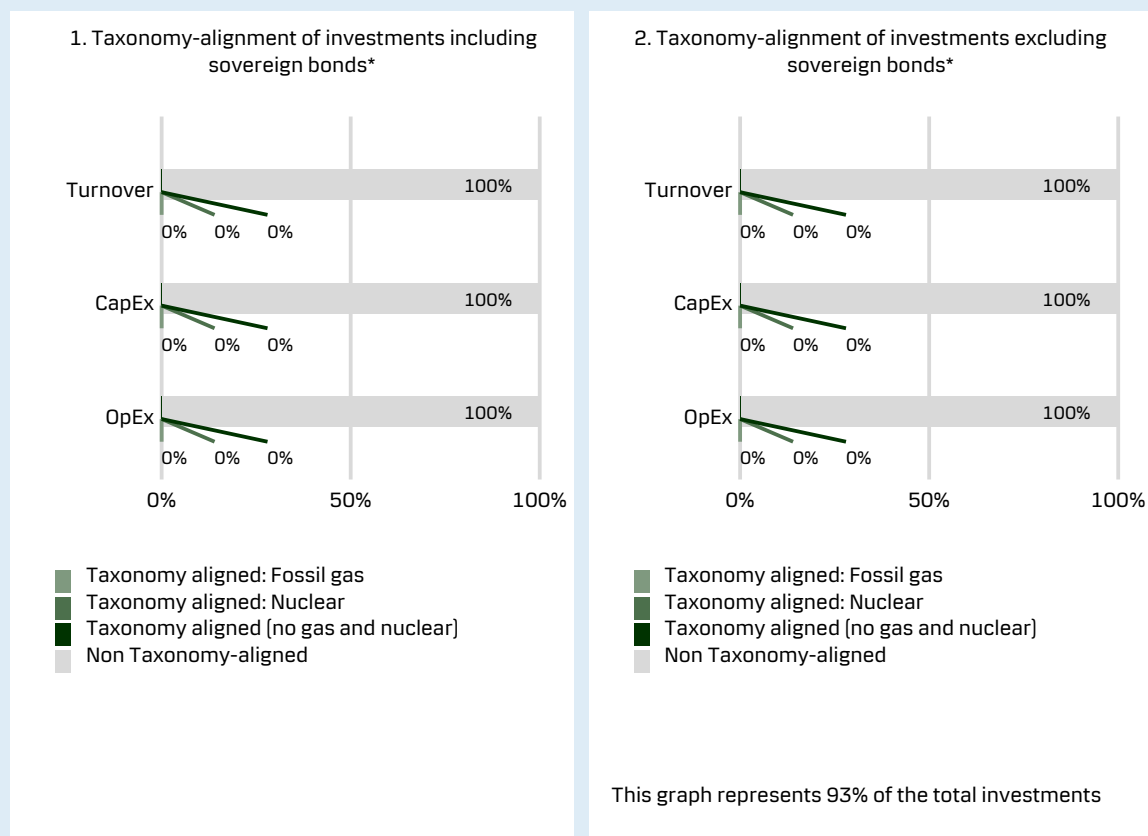 1. Taxonomy-alignment of investments including
sovereign bonds*
Turnover
100%
0% 0% 0%
CapEx
100%
0% 0% 0%
OpEx
100%
0% 0% 0%
0% 50% 100%
Taxonomy aligned: Fossil gas
Taxonomy aligned: Nuclear
Taxonomy aligned (no gas and nuclear)
Non Taxonomy-aligned
2. Taxonomy-alignment of investments excluding
sovereign bonds*
Turnover
100%
0% 0% 0%
CapEx
100%
0% 0% 0%
OpEx
100%
0% 0% 0%
0% 50% 100%
Taxonomy aligned: Fossil gas
Taxonomy aligned: Nuclear
Taxonomy aligned (no gas and nuclear)
Non Taxonomy-aligned
This graph represents 93% of the total investments